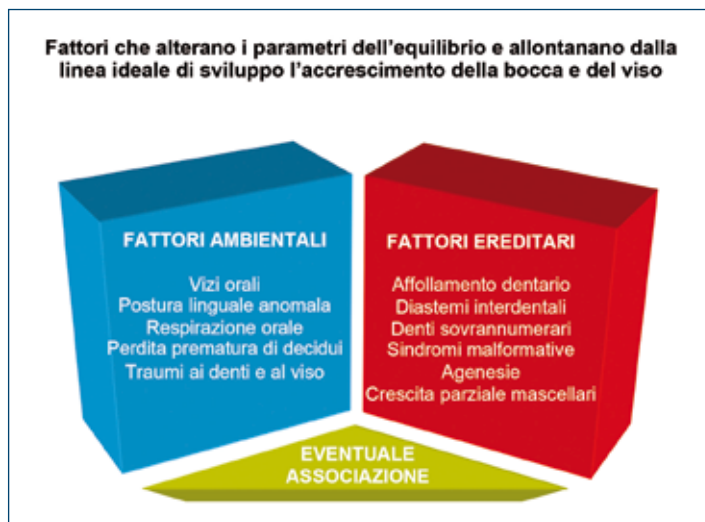 Fattori che alterano i parametri dell'equilibrio e allontanano dalla
linea ideale di sviluppo l'accrescimento della bocca e del viso
FATTORI AMBIENTALI
Vizi orali
Postura linguale anomala
Respirazione orale
Perdita prematura di decidui
Traumi ai denti e al viso
FATTORI EREDITARI
Affollamento dentario
Diastemi interdentali
Denti sovrannumerari
Sindromi malformative
Agenesie
Crescita parziale mascellari
EVENTUALE
ASSOCIAZIONE